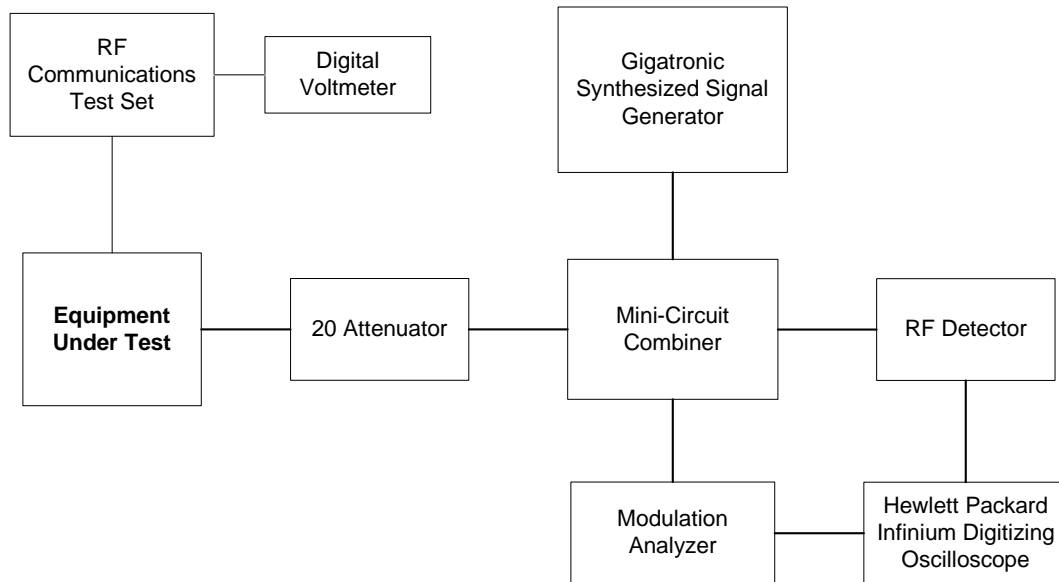 RF
Communications
Test Set
Digital
Voltmeter
Gigatronic
Synthesized Signal
Generator
Equipment
Under Test
20 Attenuator
Mini-Circuit
Combiner
RF Detector
Modulation
Analyzer
Hewlett Packard
Infinium Digitizing
Oscilloscope